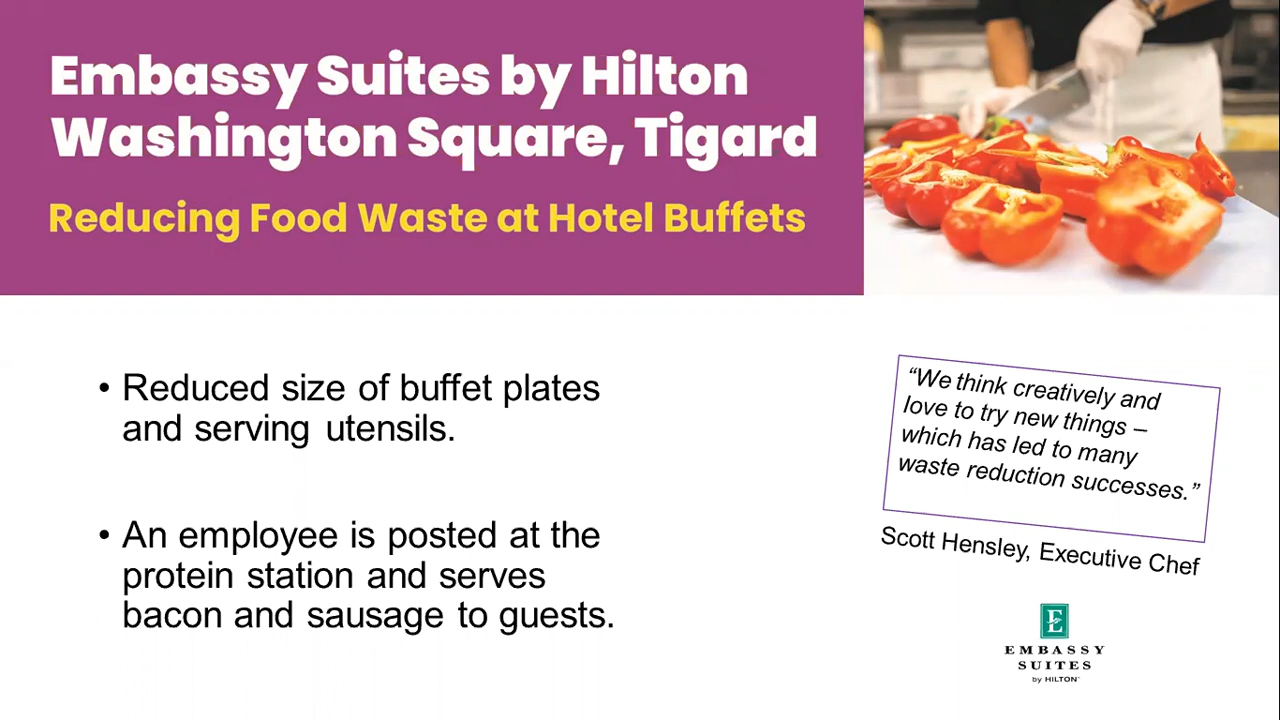 Embassy Suites by Hilton
Washington Square, Tigard
Reducing Food Waste at Hotel Buffets
• Reduced size of buffet plates
and serving utensils.
• An employee is posted at the
protein station and serves
bacon and sausage to guests.
“We think creatively and
love to try new things –
which has led to many
waste reduction successes.”
Scott Hensley, Executive Chef
E
EMBASSY
SUITES
by HILTON™